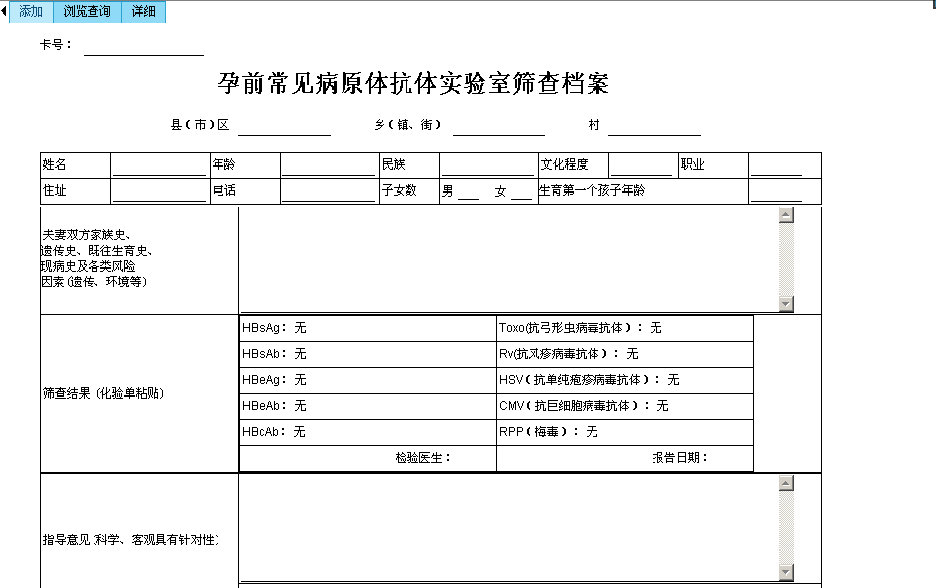 添加 浏览查询 详细
卡号：
孕前常见病原体抗体实验室筛查档案
县(市)区 乡(镇、街) 村
姓名 年龄 民族 文化程度 职业
住址 电话 子女数 男 女 生育第一个孩子年龄
夫妻双方家族史、
遗传史、既往生育史、
现病史及各类风险
因素(遗传、环境等)
筛查结果 (化验单粘贴)
HBsAg：无 Toxo(抗弓形虫病毒抗体)：无
HBsAb：无 Rv(抗风疹病毒抗体)：无
HBeAg：无 HSV(抗单纯疱疹病毒抗体)：无
HBeAb：无 CMV(抗巨细胞病毒抗体)：无
HBcAb：无 RPP(梅毒)：无
检验医生： 报告日期：
指导意见(科学、客观具有针对性)